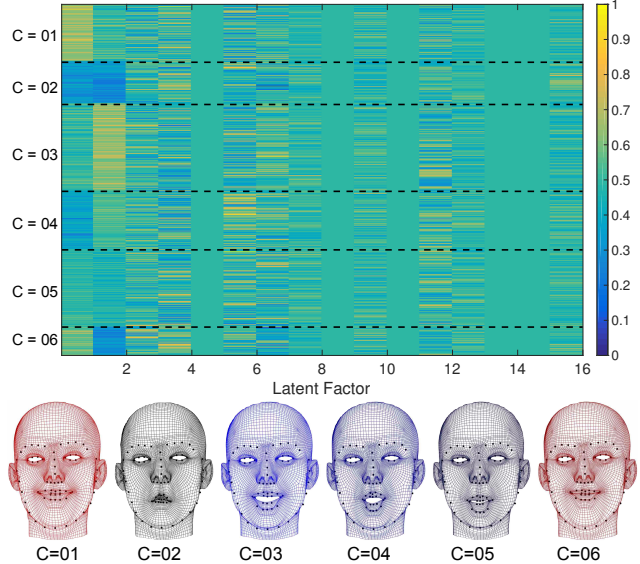 C = 01
C = 02
C = 03
C = 04
C = 05
C = 06
2 4 6 8 10 12 14 16
Latent Factor
1
0.9
0.8
0.7
0.6
0.5
0.4
0.3
0.2
0.1
0
C=01 C=02 C=03 C=04 C=05 C=06